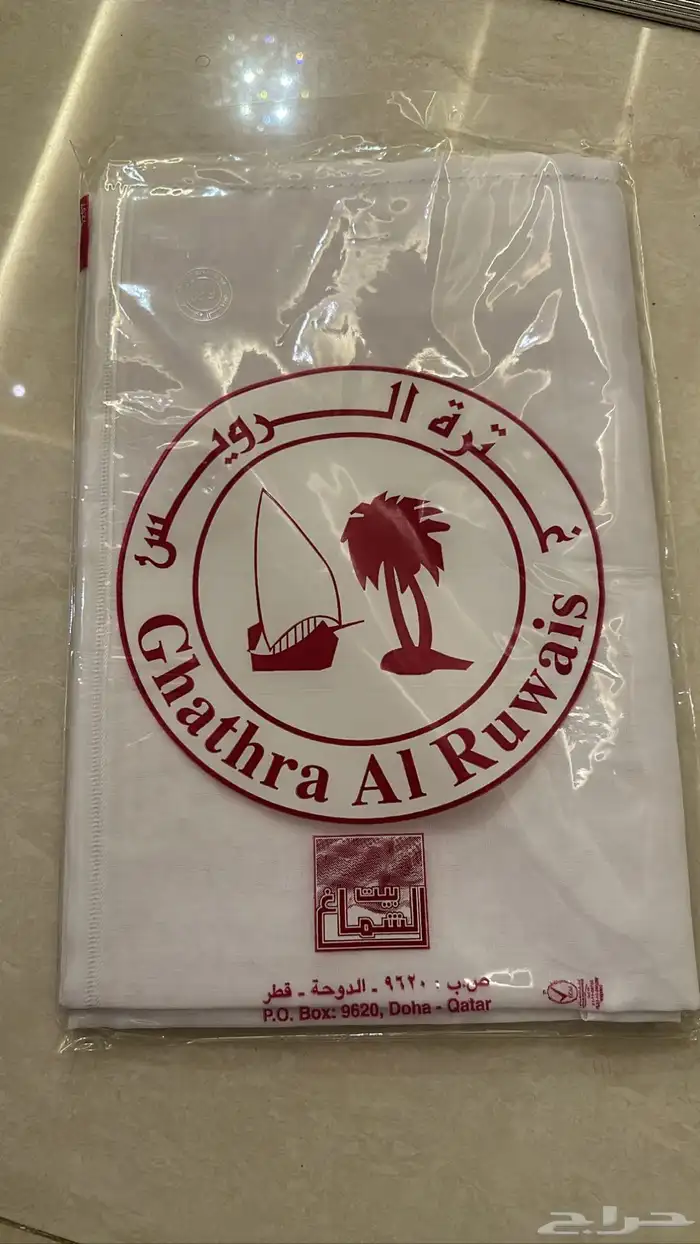 غترة الرويس
Ghathra Al Ruwais
بيت
الشماغ
ص.ب : ٩٦٢٠ ـ الدوحة ـ قطر
P.O. Box: 9620, Doha - Qatar
حراج